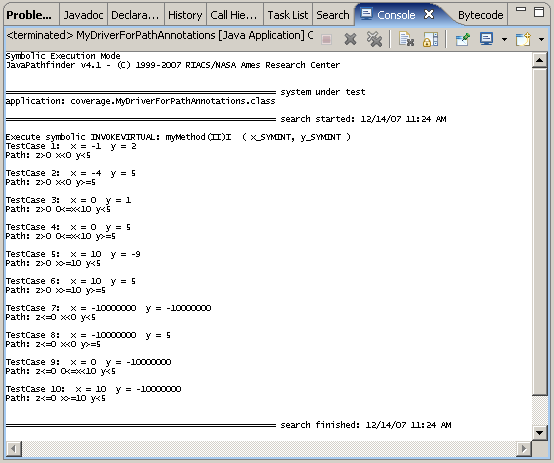 Proble... Javadoc Declara... History Call Hie... Task List Search Console Bytecode
<terminated> MyDriverForPathAnnotations [Java Application] C
Symbolic Execution Mode
JavaPathfinder v4.1 - (C) 1999-2007 RIACS/NASA Ames Research Center
====================================================== system under test
application: coverage.MyDriverForPathAnnotations.class
====================================================== search started: 12/14/07 11:24 AM
Execute symbolic INVOKEVIRTUAL: myMethod(II)I ( x_SYMINT, y_SYMINT )
TestCase 1: x = -1 y = 2
Path: z>0 x<0 y<5
TestCase 2: x = -4 y = 5
Path: z>0 x<0 y>=5
TestCase 3: x = 0 y = 1
Path: z>0 0<=x<10 y<5
TestCase 4: x = 0 y = 5
Path: z>0 0<=x<10 y>=5
TestCase 5: x = 10 y = -9
Path: z>0 x>=10 y<5
TestCase 6: x = 10 y = 5
Path: z>0 x>=10 y>=5
TestCase 7: x = -10000000 y = -10000000
Path: z<=0 x<0 y<5
TestCase 8: x = -10000000 y = 5
Path: z<=0 x<0 y>=5
TestCase 9: x = 0 y = -10000000
Path: z<=0 0<=x<10 y<5
TestCase 10: x = 10 y = -10000000
Path: z<=0 x>=10 y<5
====================================================== search finished: 12/14/07 11:24 AM